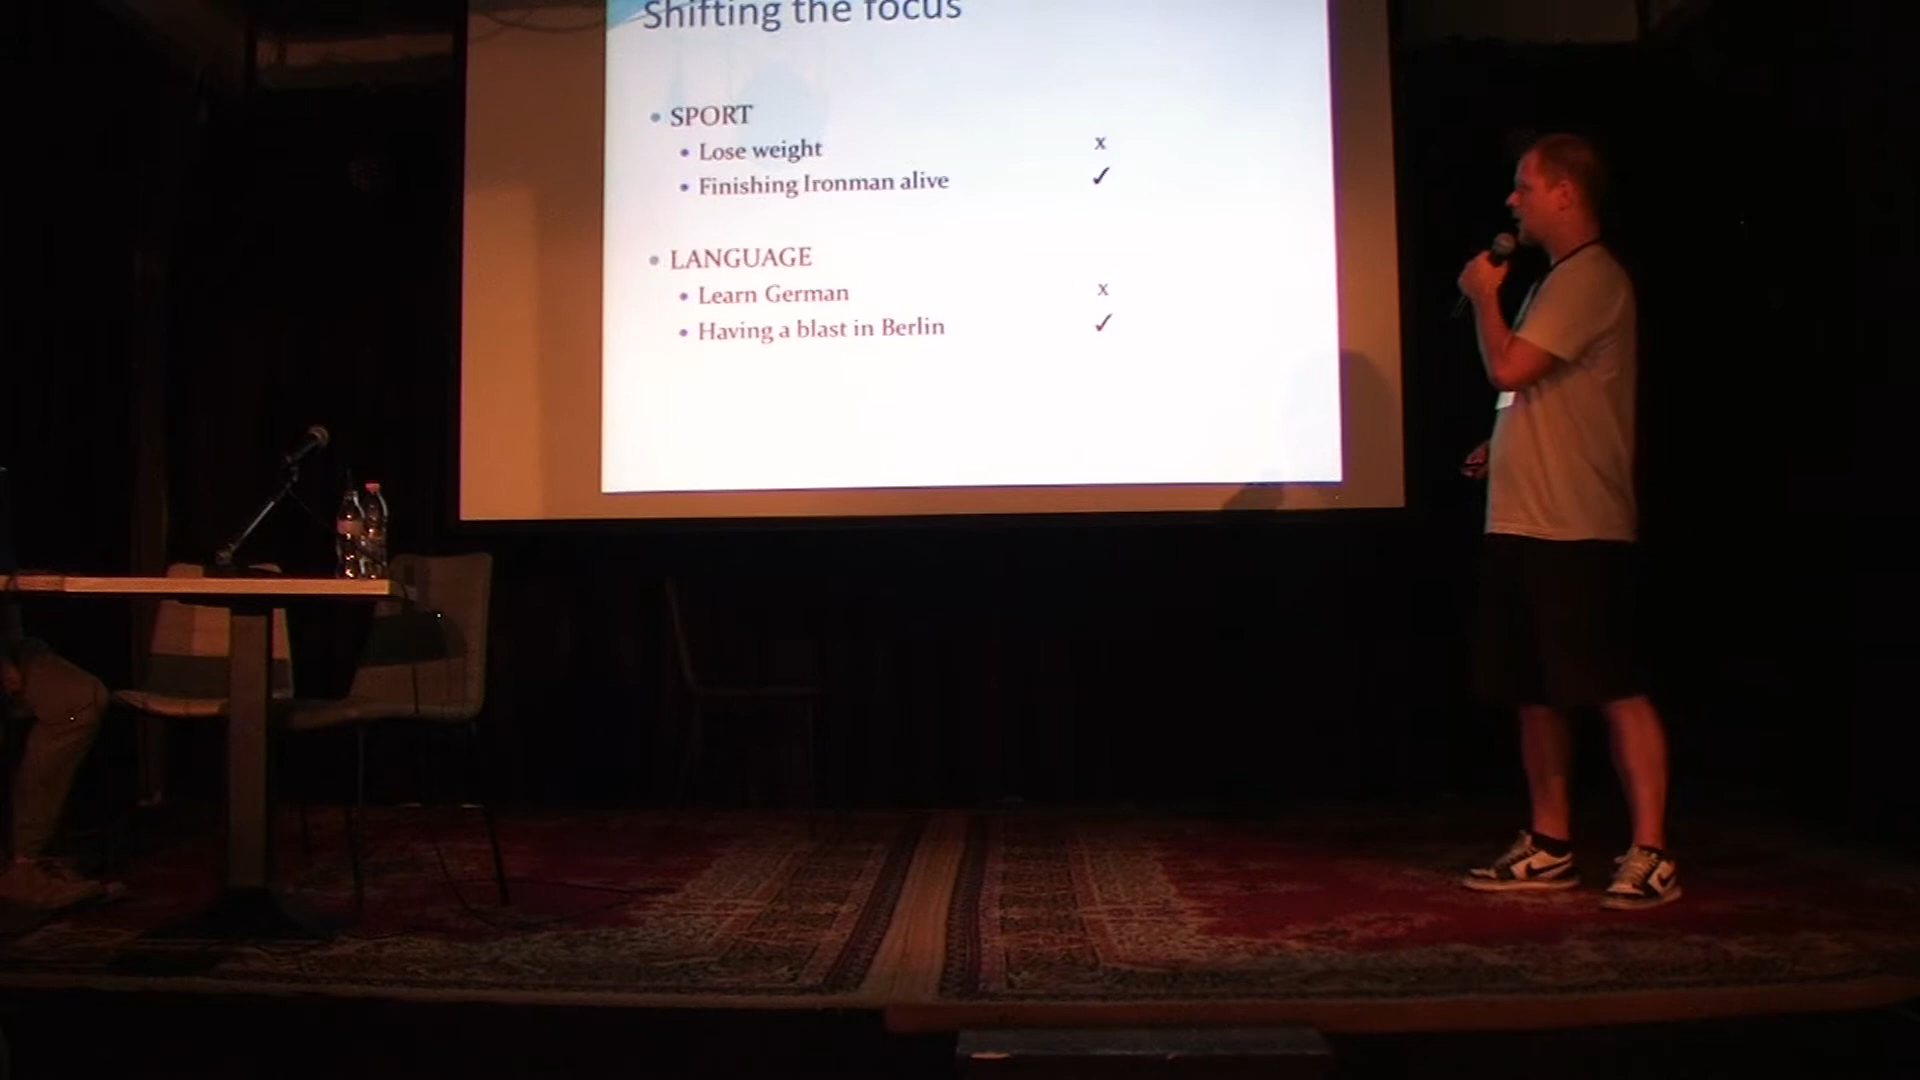 Shifting the focus
• SPORT
• Lose weight x
• Finishing Ironman alive ✓
• LANGUAGE
• Learn German x
• Having a blast in Berlin ✓